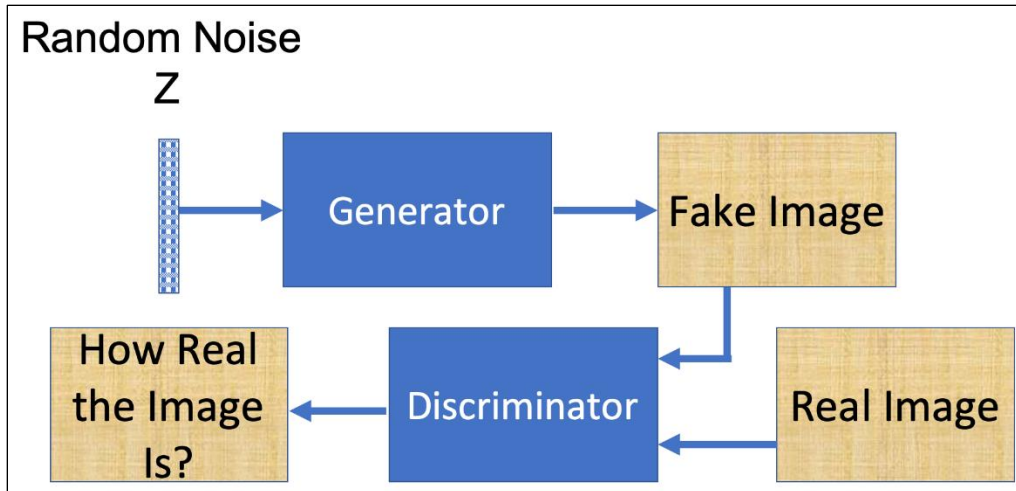 Random Noise
Z
Generator
Fake Image
How Real
the Image
Is?
Discriminator
Real Image